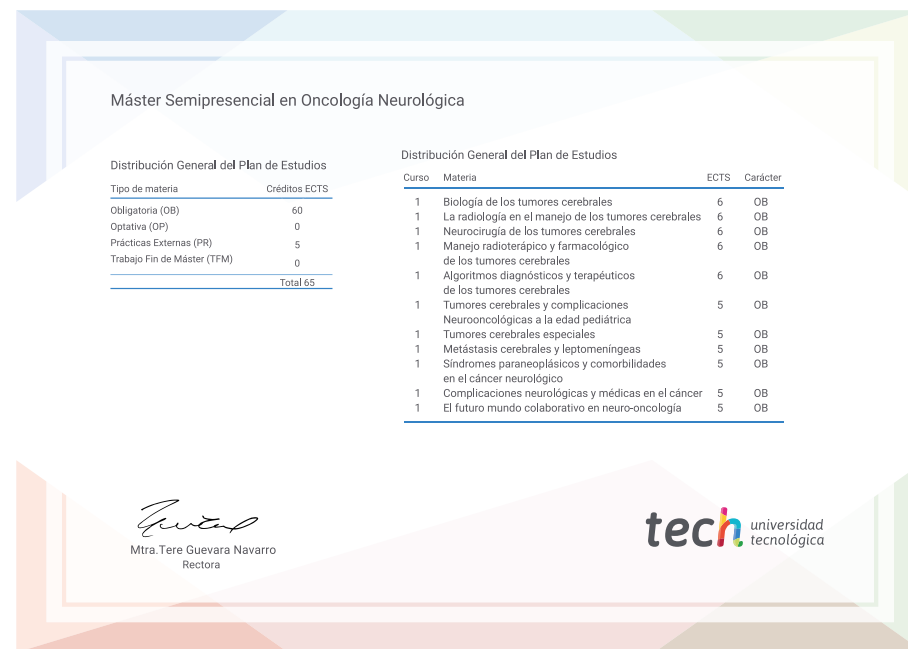 Máster Semipresencial en Oncología Neurológica
Distribución General del Plan de Estudios
Tipo de materia Créditos ECTS
Obligatoria (OB) 60
Optativa (OP) 0
Prácticas Externas (PR) 5
Trabajo Fin de Máster (TFM) 0
Total 65
Distribución General del Plan de Estudios
Curso Materia ECTS Carácter
1 Biología de los tumores cerebrales 6 OB
1 La radiología en el manejo de los tumores cerebrales 6 OB
1 Neurocirugía de los tumores cerebrales 6 OB
1 Manejo radioterápico y farmacológico 6 OB
de los tumores cerebrales
1 Algoritmos diagnósticos y terapéuticos 6 OB
de los tumores cerebrales
1 Tumores cerebrales y complicaciones 5 OB
Neurooncológicas a la edad pediátrica
1 Tumores cerebrales especiales 5 OB
1 Metástasis cerebrales y leptomeníngeas 5 OB
1 Síndromes paraneoplásicos y comorbilidades 5 OB
en el cáncer neurológico
1 Complicaciones neurológicas y médicas en el cáncer 5 OB
1 El futuro mundo colaborativo en neuro-oncología 5 OB
Mtra.Tere Guevara Navarro
Rectora
tech universidad
tecnológica